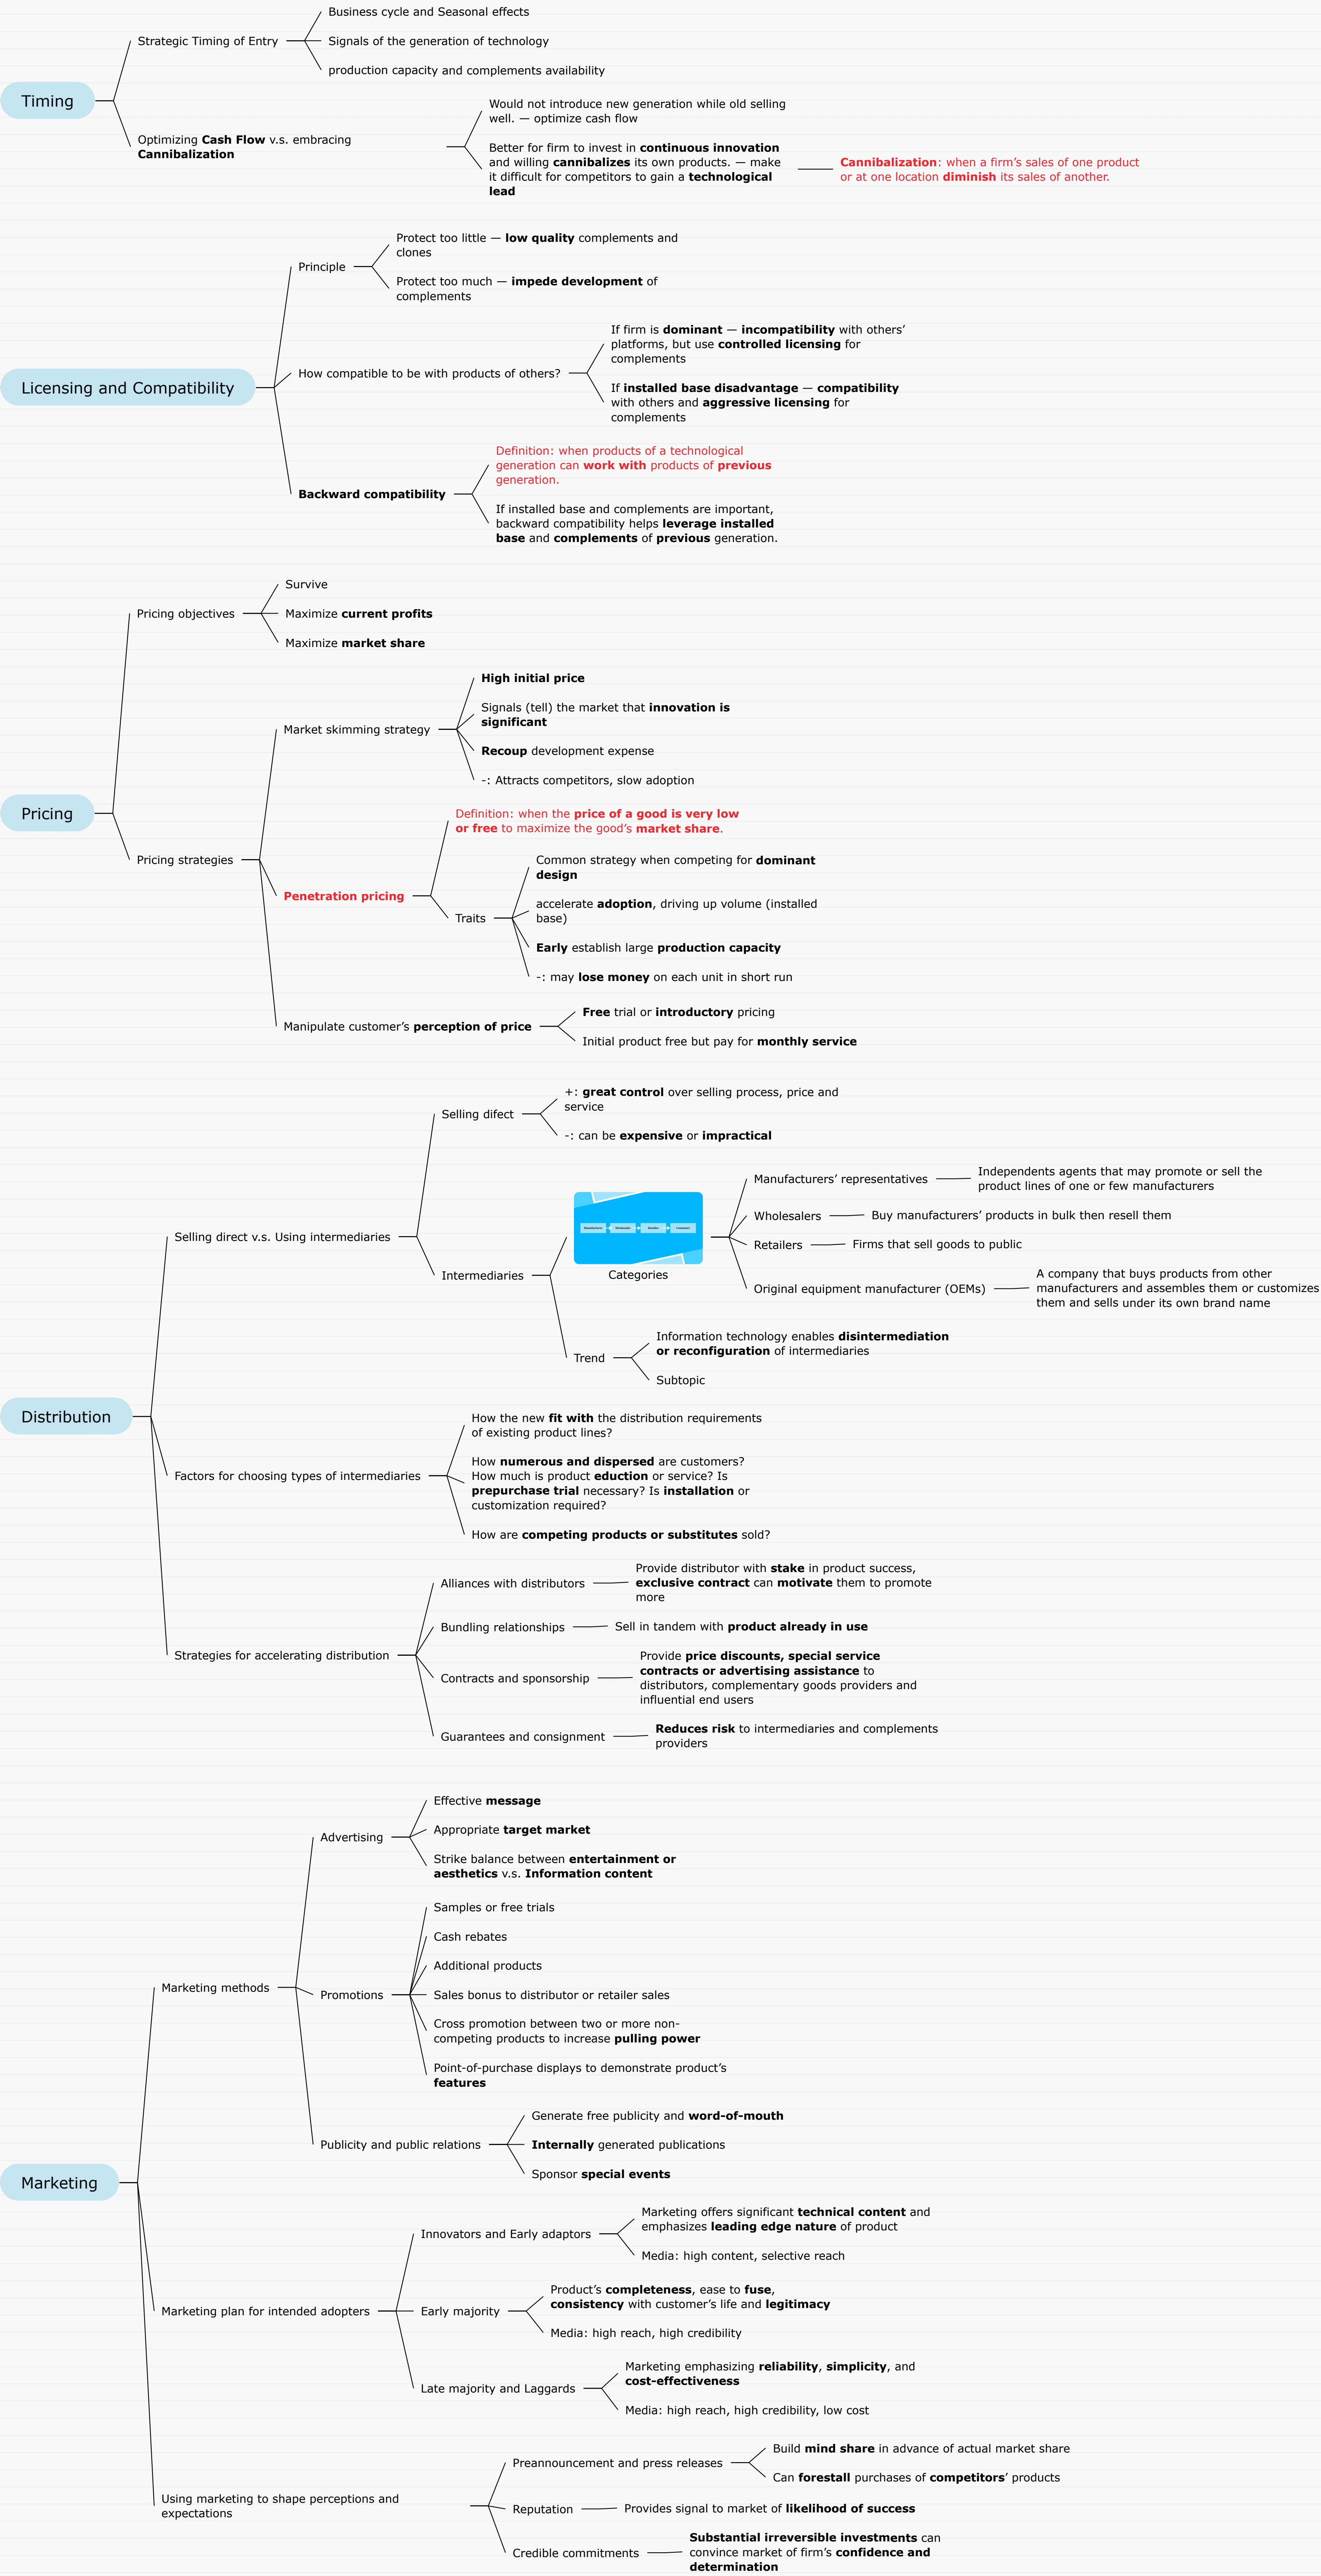 Timing
Strategic Timing of Entry
Business cycle and Seasonal effects
Signals of the generation of technology
production capacity and complements availability
Optimizing Cash Flow v.s. embracing
Cannibalization
Would not introduce new generation while old selling
well. — optimize cash flow
Better for firm to invest in continuous innovation
and willing cannibalizes its own products. — make
it difficult for competitors to gain a technological
lead
Cannibalization: when a firm’s sales of one product
or at one location diminish its sales of another.
Licensing and Compatibility
Principle
Protect too little — low quality complements and
clones
Protect too much — impede development of
complements
How compatible to be with products of others?
If firm is dominant — incompatibility with others’
platforms, but use controlled licensing for
complements
If installed base disadvantage — compatibility
with others and aggressive licensing for
complements
Backward compatibility
Definition: when products of a technological
generation can work with products of previous
generation.
If installed base and complements are important,
backward compatibility helps leverage installed
base and complements of previous generation.
Pricing
Pricing objectives
Survive
Maximize current profits
Maximize market share
Pricing strategies
Market skimming strategy
High initial price
Signals (tell) the market that innovation is
significant
Recoup development expense
-: Attracts competitors, slow adoption
Penetration pricing
Definition: when the price of a good is very low
or free to maximize the good’s market share.
Traits
Common strategy when competing for dominant
design
accelerate adoption, driving up volume (installed
base)
Early establish large production capacity
-: may lose money on each unit in short run
Manipulate customer’s perception of price
Free trial or introductory pricing
Initial product free but pay for monthly service
Distribution
Selling direct v.s. Using intermediaries
Selling difect
+: great control over selling process, price and
service
-: can be expensive or impractical
Intermediaries
Manufacturer Wholesaler Retailer Consumer
Categories
Manufacturers’ representatives
Independents agents that may promote or sell the
product lines of one or few manufacturers
Wholesalers
Buy manufacturers’ products in bulk then resell them
Retailers
Firms that sell goods to public
Original equipment manufacturer (OEMs)
A company that buys products from other
manufacturers and assembles them or customizes
them and sells under its own brand name
Trend
Information technology enables disintermediation
or reconfiguration of intermediaries
Subtopic
Factors for choosing types of intermediaries
How the new fit with the distribution requirements
of existing product lines?
How numerous and dispersed are customers?
How much is product eduction or service? Is
prepurchase trial necessary? Is installation or
customization required?
How are competing products or substitutes sold?
Strategies for accelerating distribution
Alliances with distributors
Provide distributor with stake in product success,
exclusive contract can motivate them to promote
more
Bundling relationships
Sell in tandem with product already in use
Contracts and sponsorship
Provide price discounts, special service
contracts or advertising assistance to
distributors, complementary goods providers and
influential end users
Guarantees and consignment
Reduces risk to intermediaries and complements
providers
Marketing
Marketing methods
Advertising
Effective message
Appropriate target market
Strike balance between entertainment or
aesthetics v.s. Information content
Promotions
Samples or free trials
Cash rebates
Additional products
Sales bonus to distributor or retailer sales
Cross promotion between two or more non-
competing products to increase pulling power
Point-of-purchase displays to demonstrate product’s
features
Publicity and public relations
Generate free publicity and word-of-mouth
Internally generated publications
Sponsor special events
Marketing plan for intended adopters
Innovators and Early adaptors
Marketing offers significant technical content and
emphasizes leading edge nature of product
Media: high content, selective reach
Early majority
Product’s completeness, ease to fuse,
consistency with customer’s life and legitimacy
Media: high reach, high credibility
Late majority and Laggards
Marketing emphasizing reliability, simplicity, and
cost-effectiveness
Media: high reach, high credibility, low cost
Using marketing to shape perceptions and
expectations
Preannouncement and press releases
Build mind share in advance of actual market share
Can forestall purchases of competitors’ products
Reputation
Provides signal to market of likelihood of success
Credible commitments
Substantial irreversible investments can
convince market of firm’s confidence and
determination